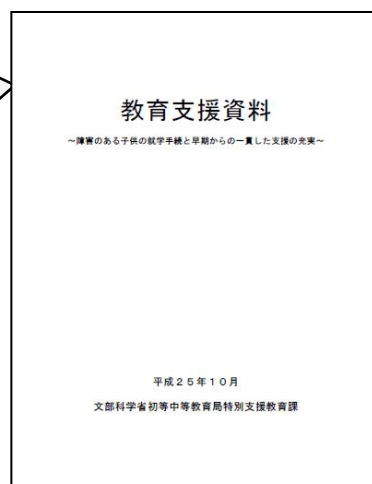 教育支援資料
～障害のある子供の就学手続と早期からの一貫した支援の充実～
平成２５年１０月
文部科学省初等中等教育局特別支援教育課